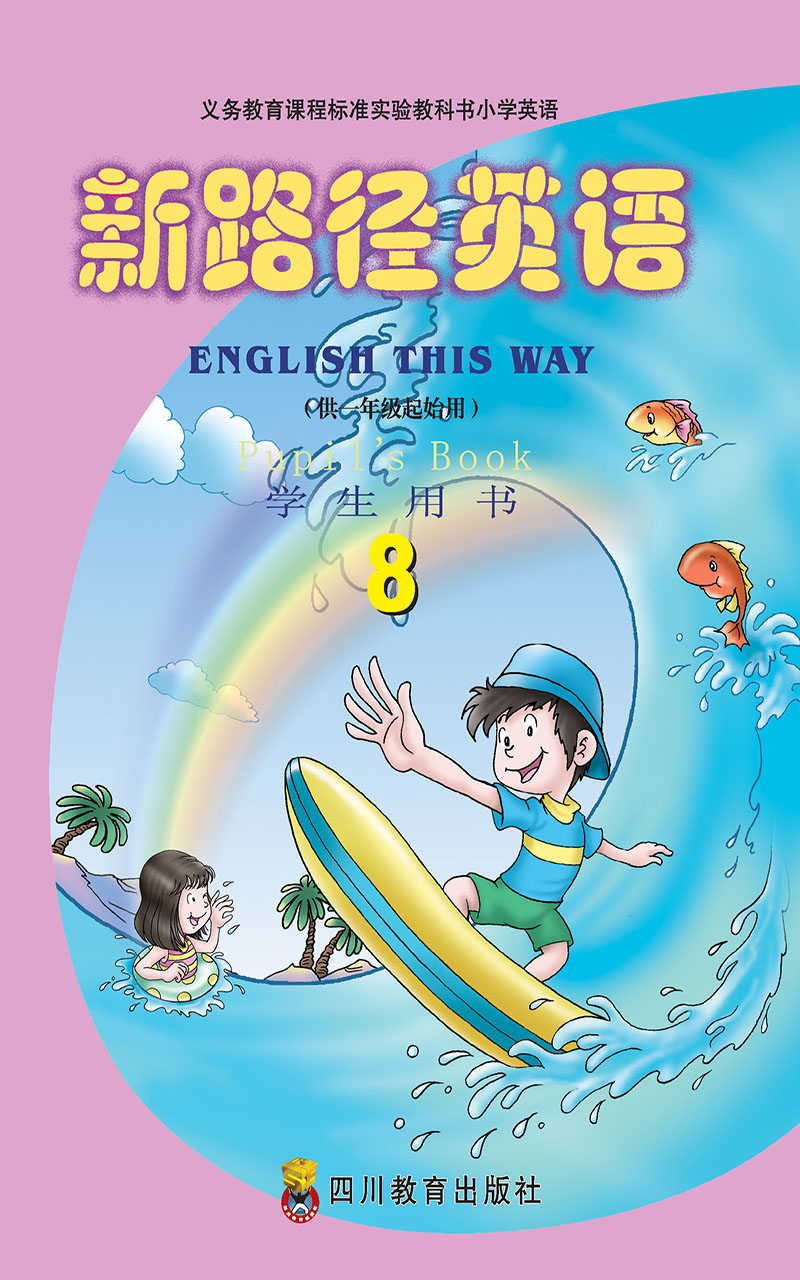 义务教育课程标准实验教科书小学英语
新路径英语
ENGLISH THIS WAY
（供一年级起始用）
Pupil's Book
学生用书
8
四川教育出版社